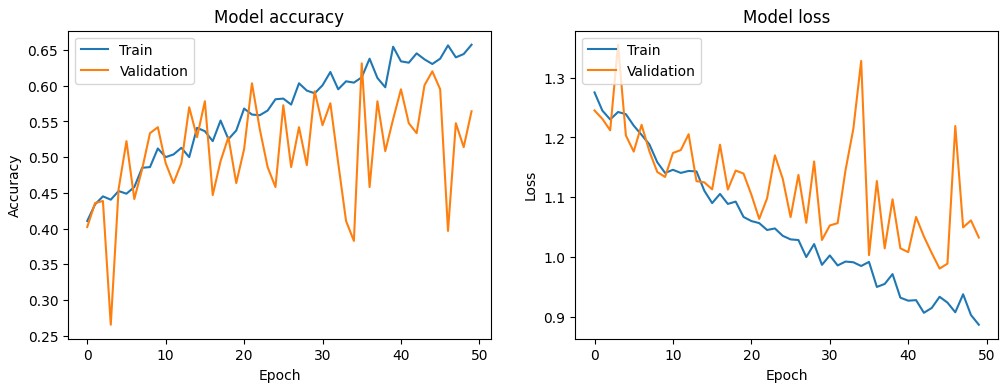 Model accuracy
Train
Validation
0.65
0.60
0.55
0.50
0.45
0.40
0.35
0.30
0.25
Accuracy
0 10 20 30 40 50
Epoch
Model loss
Train
Validation
1.3
1.2
1.1
1.0
0.9
Loss
0 10 20 30 40 50
Epoch